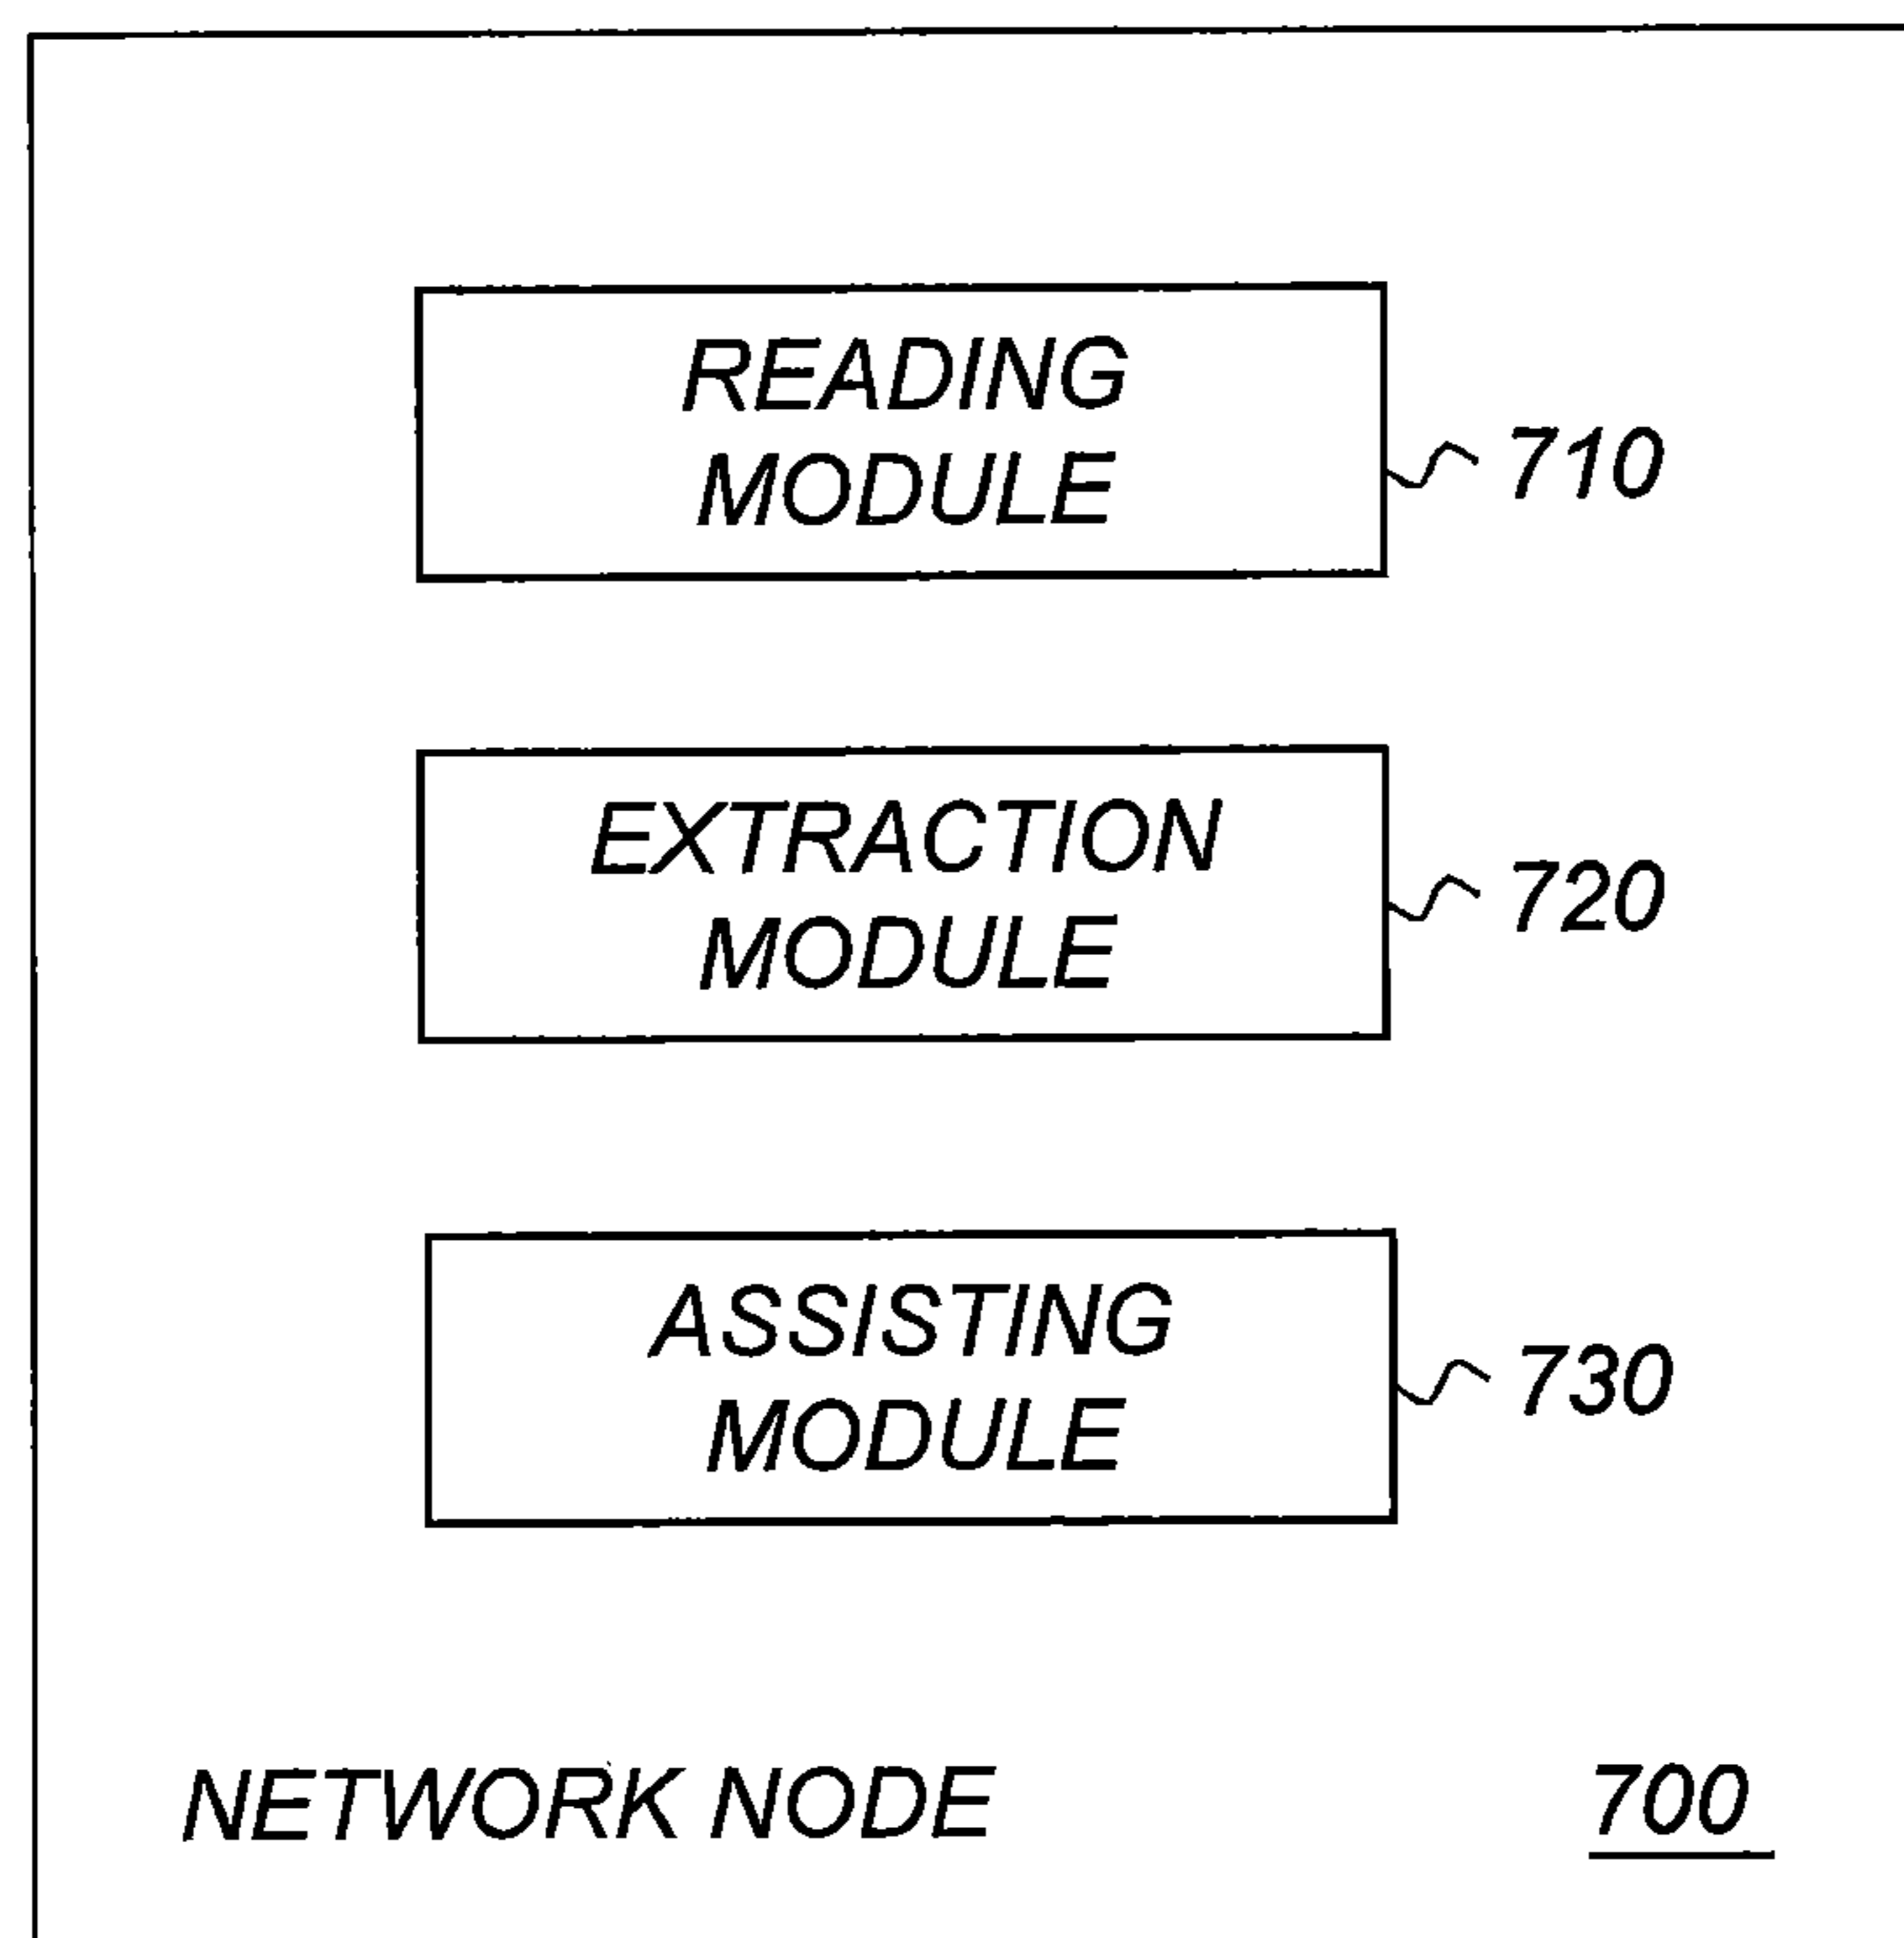 READING
MODULE
710
EXTRACTION
MODULE
720
ASSISTING
MODULE
730
NETWORK NODE
700